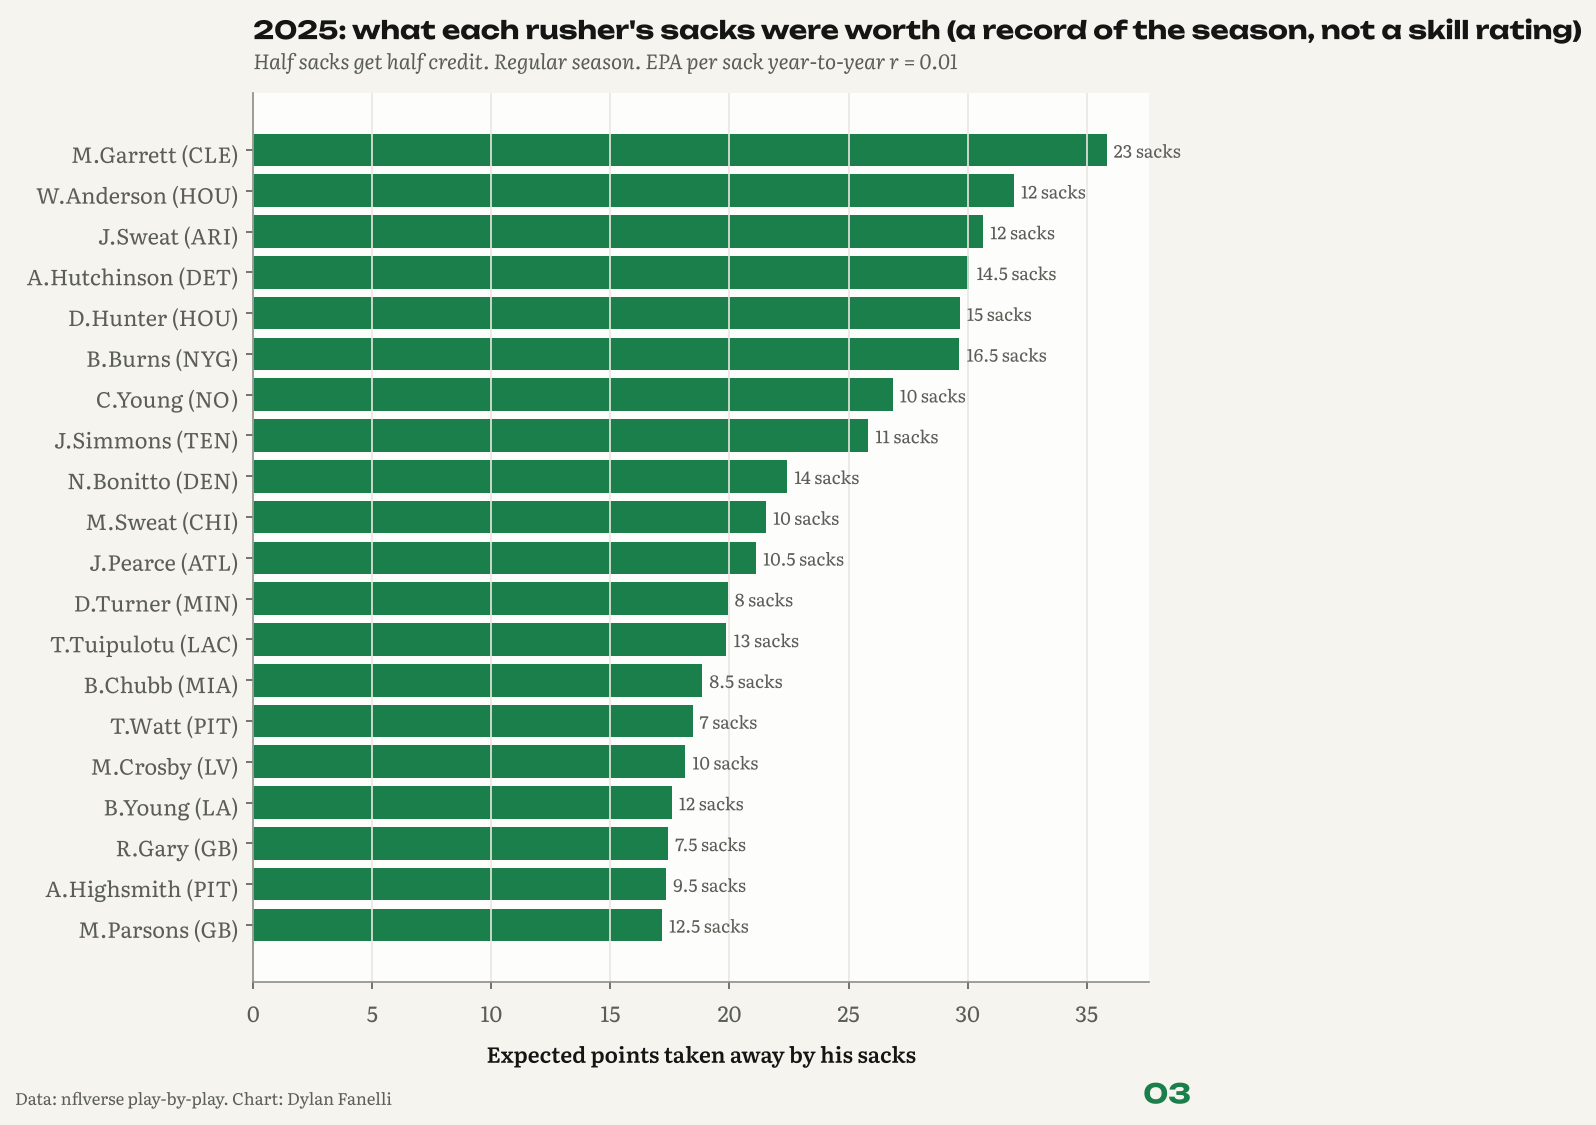 2025: what each rusher's sacks were worth (a record of the season, not a skill rating)
Half sacks get half credit. Regular season. EPA per sack year-to-year r = 0.01
M.Garrett (CLE) 23 sacks
W.Anderson (HOU) 12 sacks
J.Sweat (ARI) 12 sacks
A.Hutchinson (DET) 14.5 sacks
D.Hunter (HOU) 15 sacks
B.Burns (NYG) 16.5 sacks
C.Young (NO) 10 sacks
J.Simmons (TEN) 11 sacks
N.Bonitto (DEN) 14 sacks
M.Sweat (CHI) 10 sacks
J.Pearce (ATL) 10.5 sacks
D.Turner (MIN) 8 sacks
T.Tuipulotu (LAC) 13 sacks
B.Chubb (MIA) 8.5 sacks
T.Watt (PIT) 7 sacks
M.Crosby (LV) 10 sacks
B.Young (LA) 12 sacks
R.Gary (GB) 7.5 sacks
A.Highsmith (PIT) 9.5 sacks
M.Parsons (GB) 12.5 sacks
0 5 10 15 20 25 30 35
Expected points taken away by his sacks
Data: nflverse play-by-play. Chart: Dylan Fanelli
03